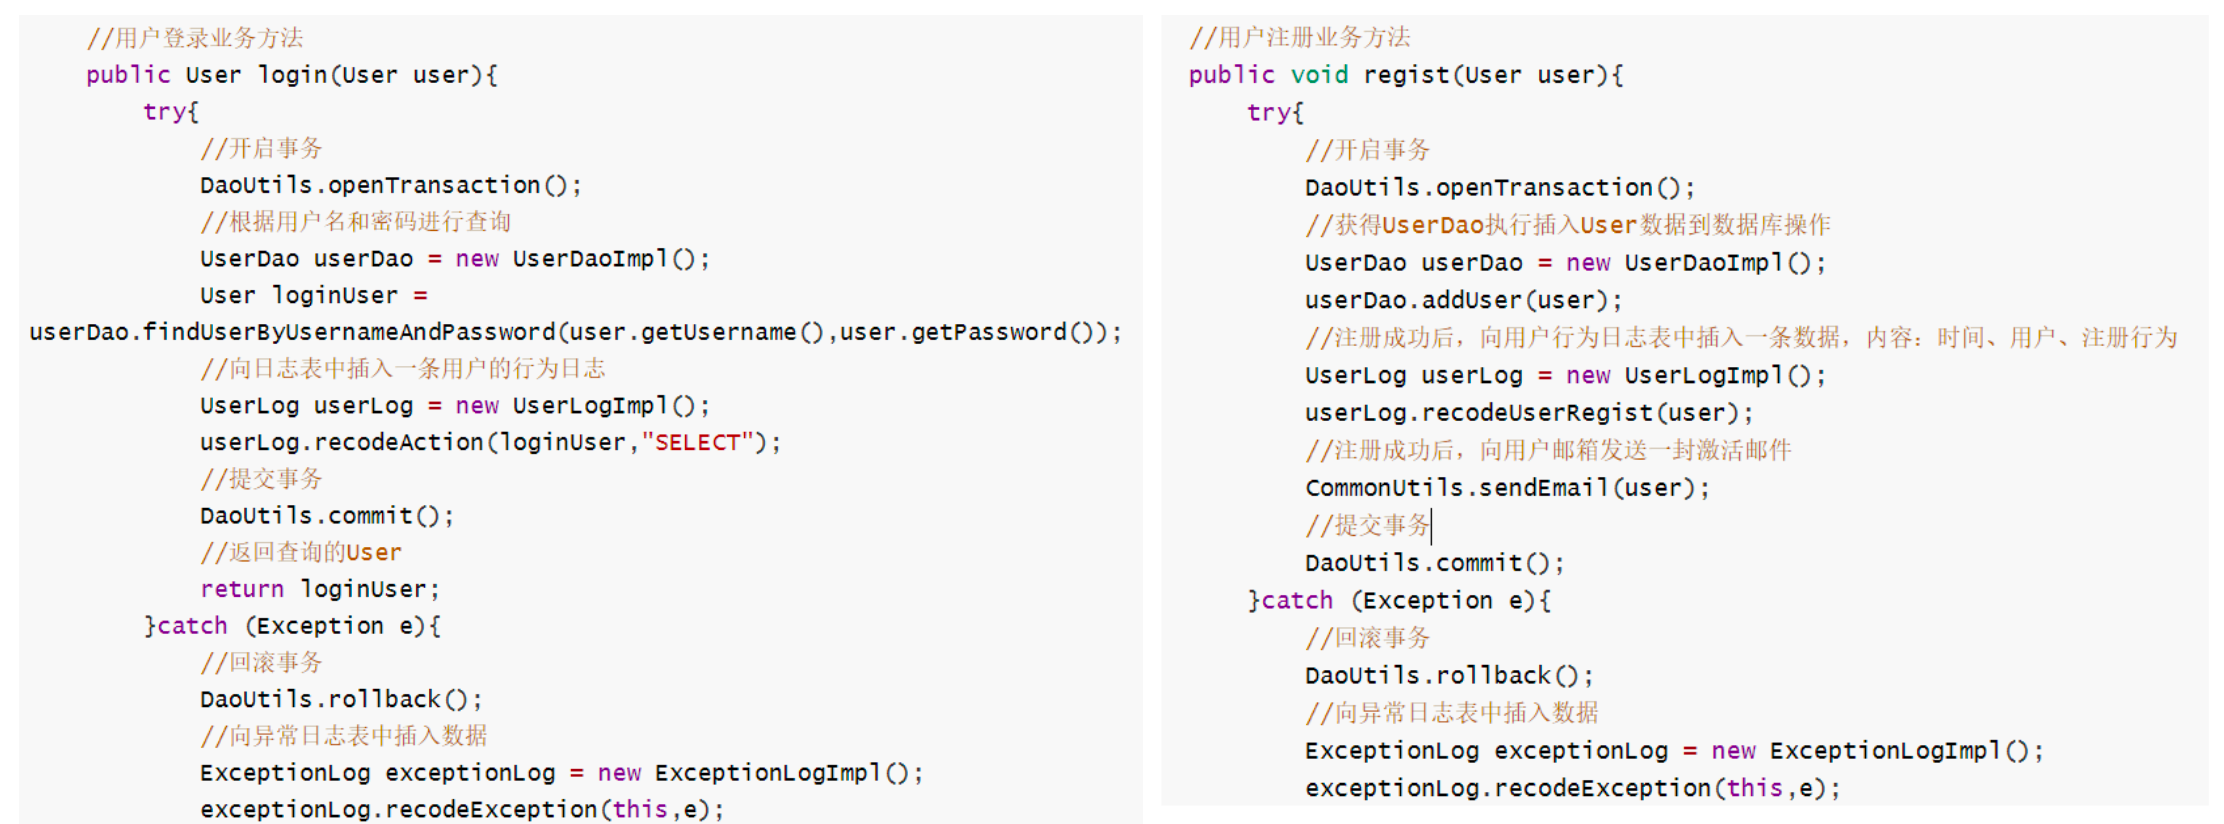 //用户登录业务方法
public User login(User user){
try{
//开启事务
DaoUtils.openTransaction();
//根据用户名和密码进行查询
UserDao userDao = new UserDaoImpl();
User loginUser =
userDao.findUserByUsernameAndPassword(user.getUsername(),user.getPassword());
//向日志表中插入一条用户的行为日志
UserLog userLog = new UserLogImpl();
userLog.recodeAction(loginUser,"SELECT");
//提交事务
DaoUtils.commit();
//返回查询的User
return loginUser;
}catch (Exception e){
//回滚事务
DaoUtils.rollback();
//向异常日志表中插入数据
ExceptionLog exceptionLog = new ExceptionLogImpl();
exceptionLog.recodeException(this,e);
//用户注册业务方法
public void regist(User user){
try{
//开启事务
DaoUtils.openTransaction();
//获得UserDao执行插入User数据到数据库操作
UserDao userDao = new UserDaoImpl();
userDao.addUser(user);
//注册成功后，向用户行为日志表中插入一条数据，内容：时间、用户、注册行为
UserLog userLog = new UserLogImpl();
userLog.recodeUserRegist(user);
//注册成功后，向用户邮箱发送一封激活邮件
CommonUtils.sendEmail(user);
//提交事务
DaoUtils.commit();
}catch (Exception e){
//回滚事务
DaoUtils.rollback();
//向异常日志表中插入数据
ExceptionLog exceptionLog = new ExceptionLogImpl();
exceptionLog.recodeException(this,e);